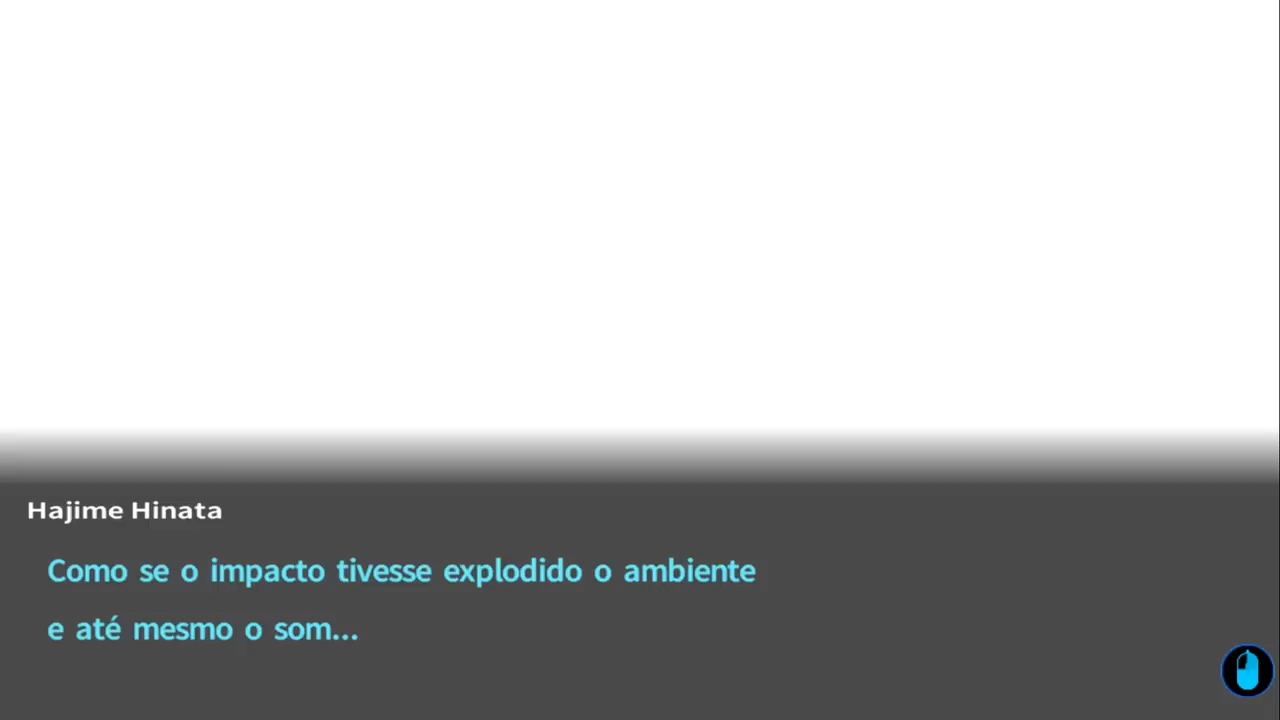 Hajime Hinata
Como se o impacto tivesse explodido o ambiente
e até mesmo o som...